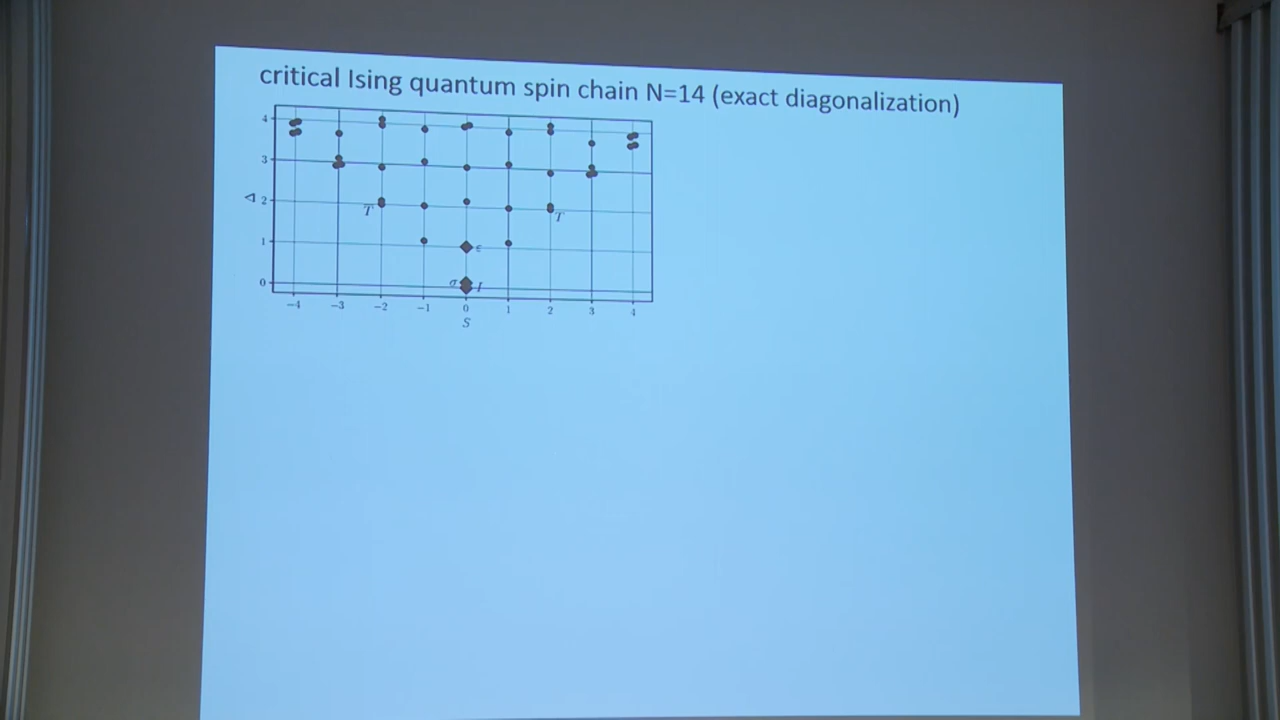 critical Ising quantum spin chain N=14 (exact diagonalization)
4
3
Δ 2
T T
1
ϵ
0
σ I
−4 −3 −2 −1 0 1 2 3 4
S